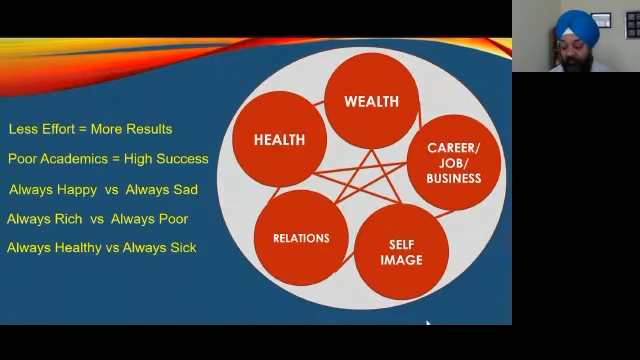 Less Effort = More Results
Poor Academics = High Success
Always Happy vs Always Sad
Always Rich vs Always Poor
Always Healthy vs Always Sick
WEALTH
HEALTH
CAREER/
JOB/
BUSINESS
RELATIONS
SELF
IMAGE